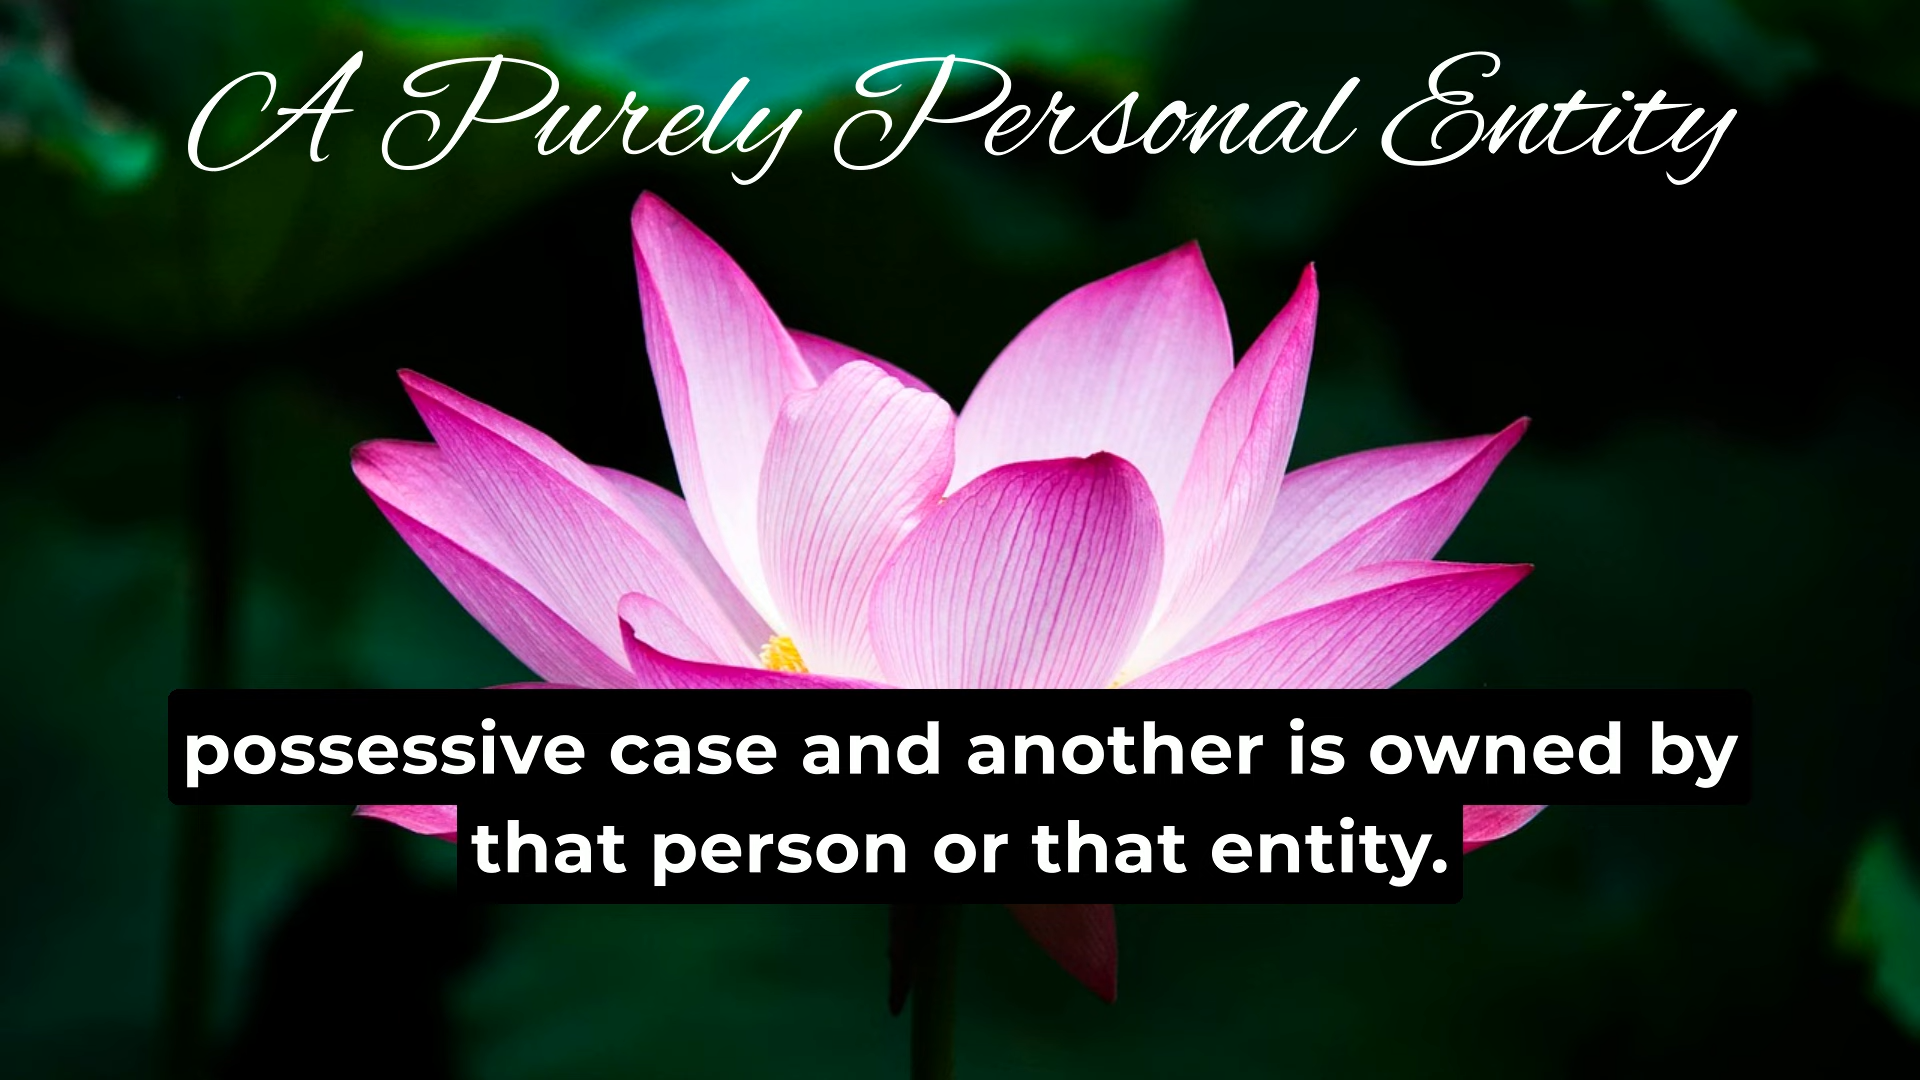 A Purely Personal Entity
possessive case and another is owned by
that person or that entity.